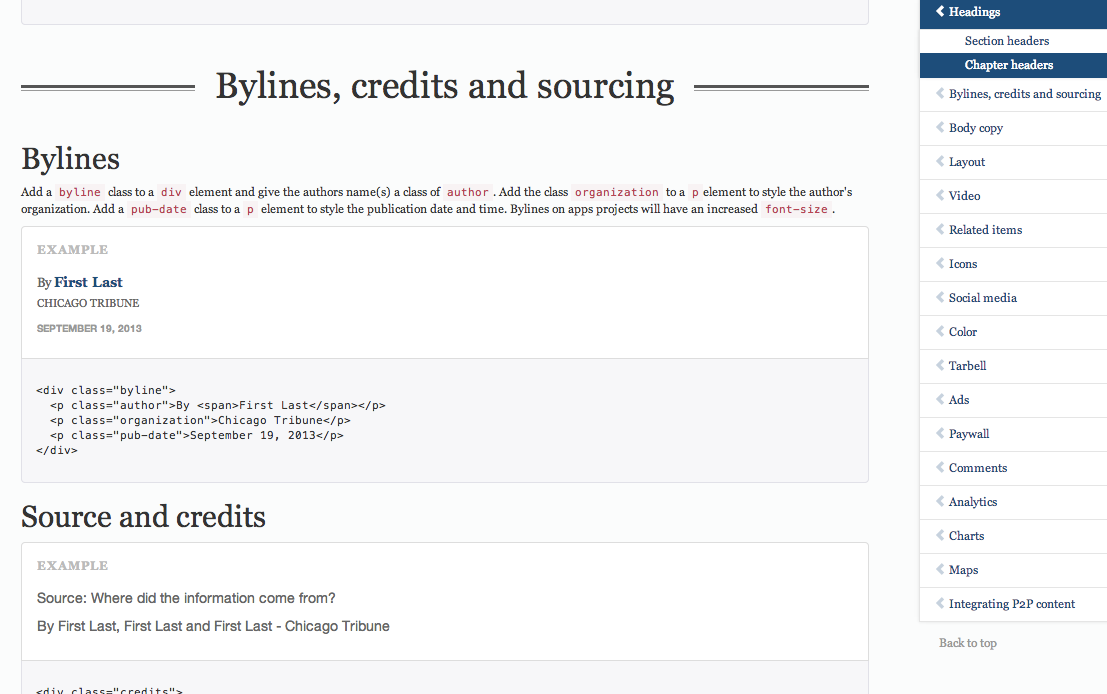 Bylines, credits and sourcing
Bylines
Add a byline class to a div element and give the authors name(s) a class of author. Add the class organization to a p element to style the author's
organization. Add a pub-date class to a p element to style the publication date and time. Bylines on apps projects will have an increased font-size.
EXAMPLE
By First Last
CHICAGO TRIBUNE
SEPTEMBER 19, 2013
<div class="byline">
  <p class="author">By <span>First Last</span></p>
  <p class="organization">Chicago Tribune</p>
  <p class="pub-date">September 19, 2013</p>
</div>
Source and credits
EXAMPLE
Source: Where did the information come from?
By First Last, First Last and First Last - Chicago Tribune
<div class="credits">
Headings
Section headers
Chapter headers
Bylines, credits and sourcing
Body copy
Layout
Video
Related items
Icons
Social media
Color
Tarbell
Ads
Paywall
Comments
Analytics
Charts
Maps
Integrating P2P content
Back to top